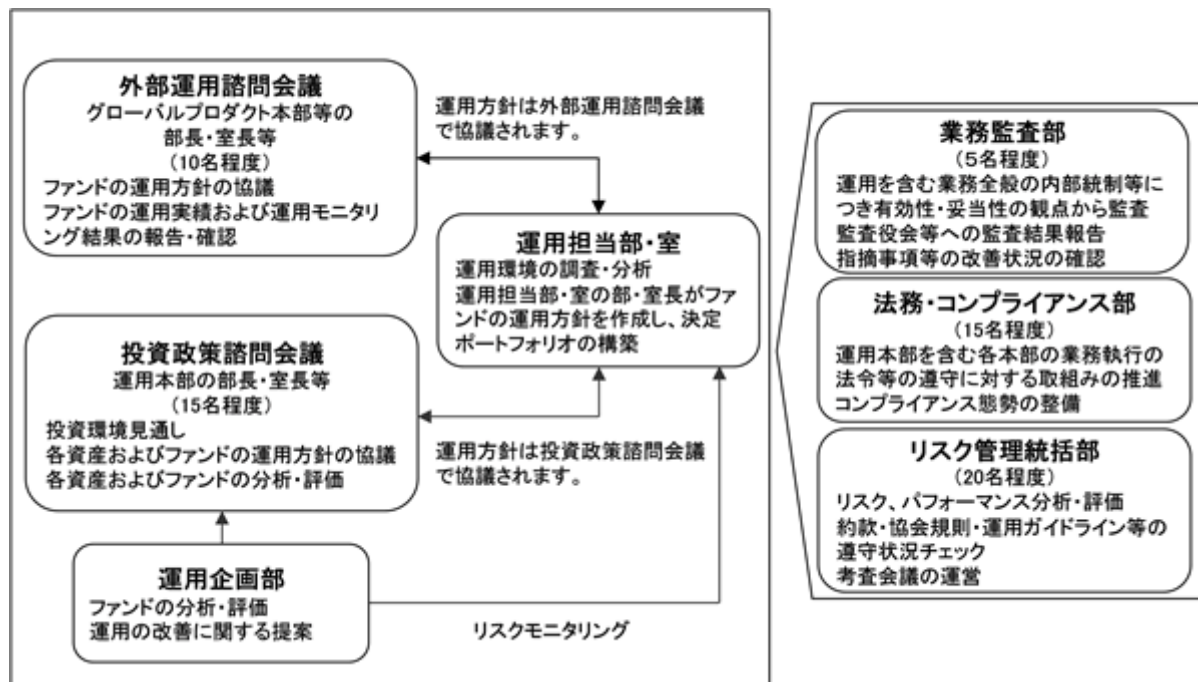 外部運用諮問会議
グローバルプロダクト本部等の
部長・室長等
(10名程度)
ファンドの運用方針の協議
ファンドの運用実績および運用モニタリ
ング結果の報告・確認
運用方針は外部運用諮問会議
で協議されます。
運用担当部・室
運用環境の調査・分析
運用担当部・室の部・室長がファ
ンドの運用方針を作成し、決定
ポートフォリオの構築
投資政策諮問会議
運用本部の部長・室長等
(15名程度)
投資環境見通し
各資産およびファンドの運用方針の協議
各資産およびファンドの分析・評価
運用方針は投資政策諮問会議
で協議されます。
運用企画部
ファンドの分析・評価
運用の改善に関する提案
リスクモニタリング
業務監査部
(5名程度)
運用を含む業務全般の内部統制等に
つき有効性・妥当性の観点から監査
監査役会等への監査結果報告
指摘事項等の改善状況の確認
法務・コンプライアンス部
(15名程度)
運用本部を含む各本部の業務執行の
法令等の遵守に対する取組みの推進
コンプライアンス態勢の整備
リスク管理統括部
(20名程度)
リスク、パフォーマンス分析・評価
約款・協会規則・運用ガイドライン等の
遵守状況チェック
考査会議の運営